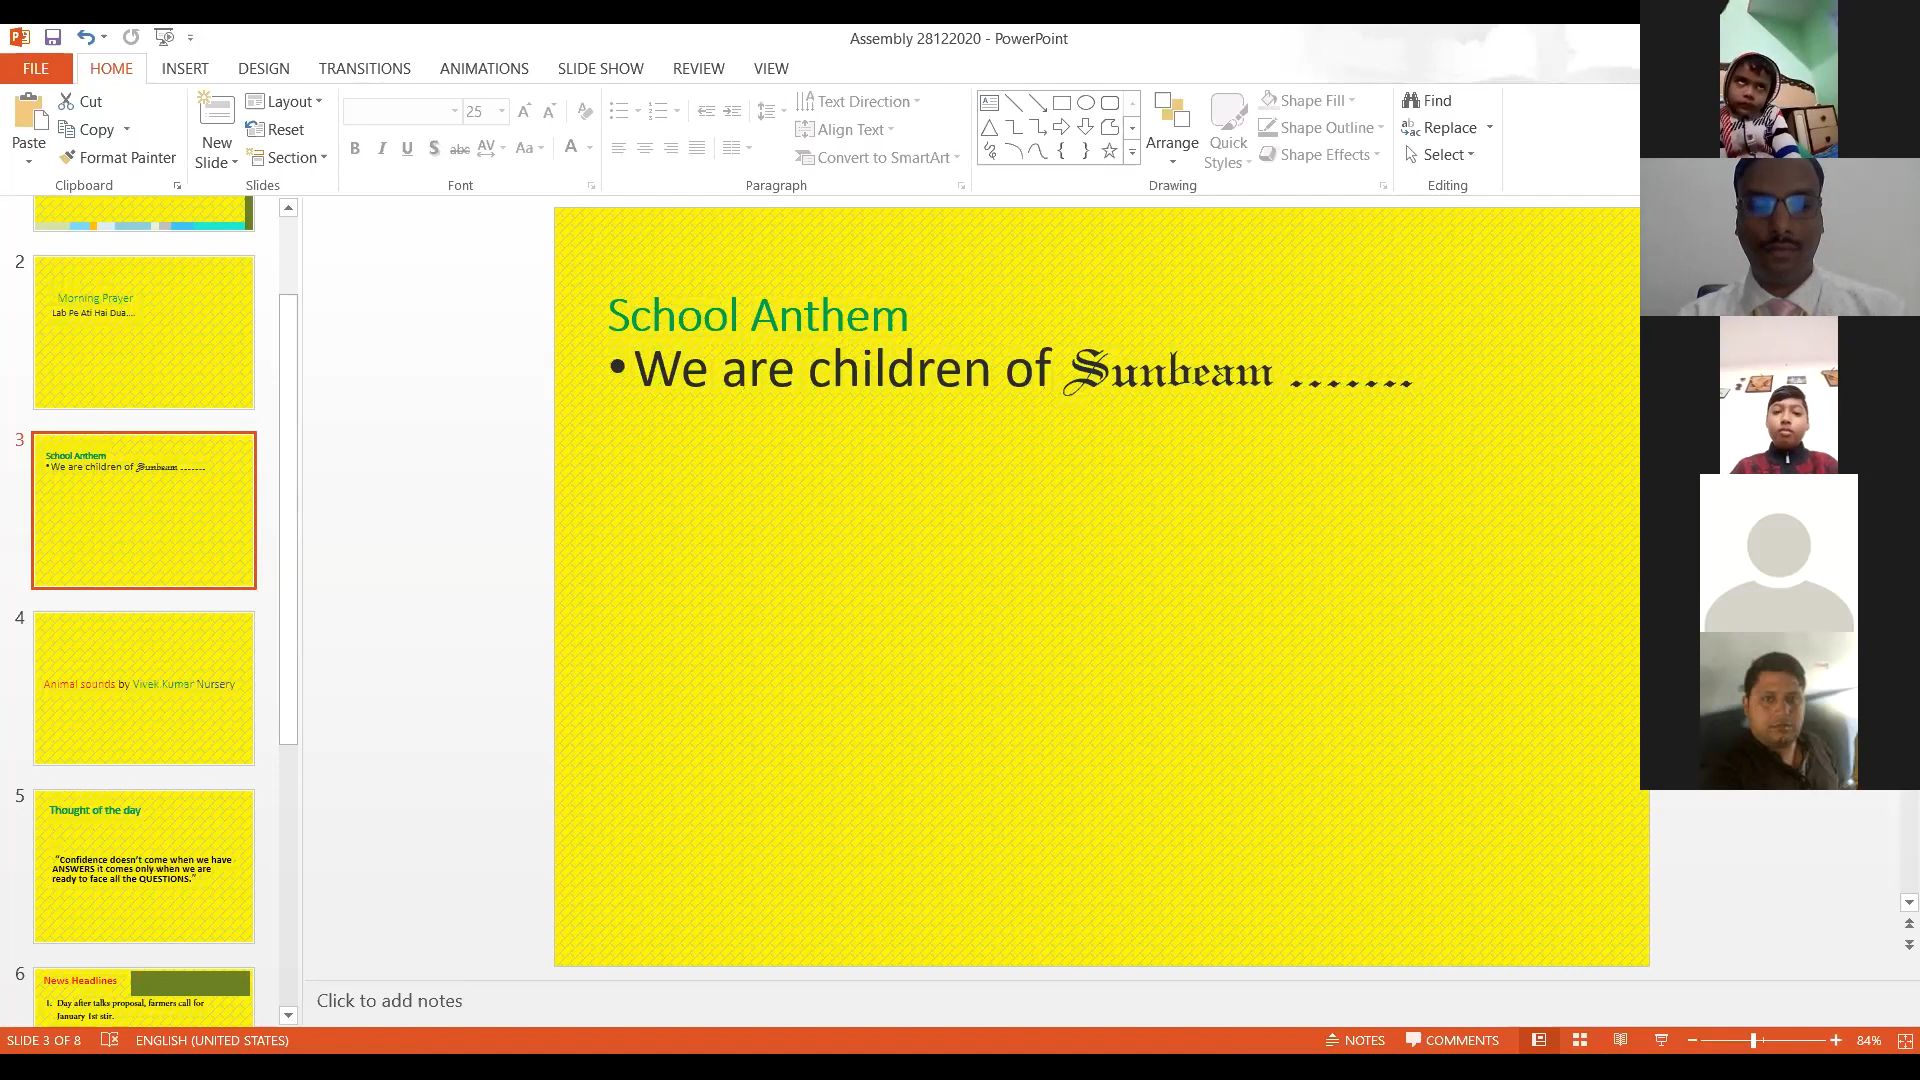 Assembly 28122020 - PowerPoint
FILE HOME INSERT DESIGN TRANSITIONS ANIMATIONS SLIDE SHOW REVIEW VIEW
Paste
Cut
Copy
Format Painter
Clipboard
New
Slide
Layout
Reset
Section
Slides
25
B I U S abc AV Aa A
Font
Text Direction
Align Text
Convert to SmartArt
Paragraph
Arrange
Quick
Styles
Shape Fill
Shape Outline
Shape Effects
Drawing
Find
Replace
Select
Editing
2
Morning Prayer
Lab Pe Ati Hai Dua....
3
School Anthem
•We are children of Sunbeam .......
4
Animal sounds by Vivek Kumar Nursery
5
Thought of the day
"Confidence doesn't come when we have
ANSWERS it comes only when we are
ready to face all the QUESTIONS."
6
News Headlines
1. Day after talks proposal, farmers call for
January 1st stir.
School Anthem
•We are children of Sunbeam .......
Click to add notes
SLIDE 3 OF 8 ENGLISH (UNITED STATES) NOTES COMMENTS 84%